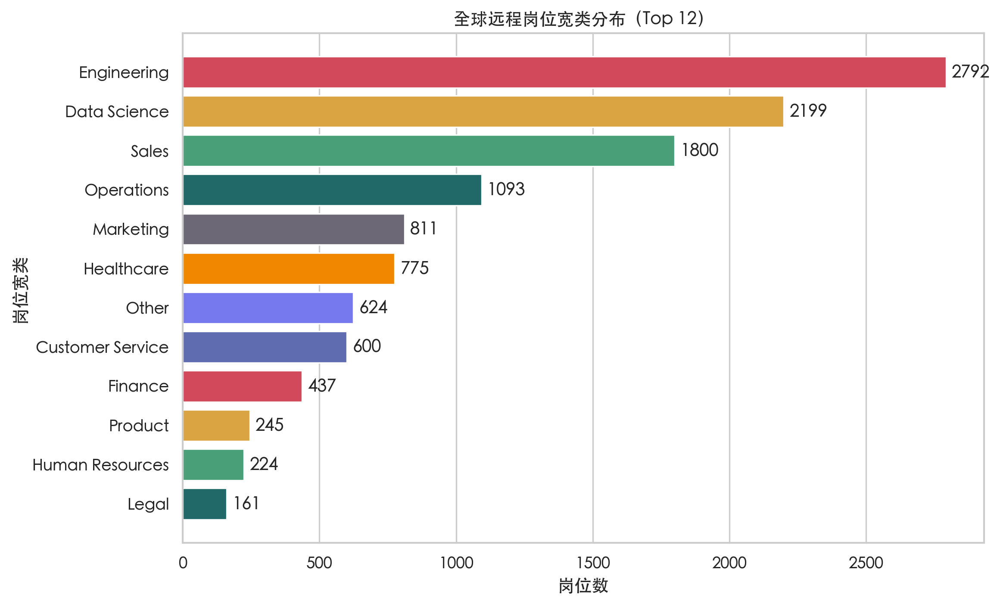 全球远程岗位宽类分布 (Top 12)
Engineering 2792
Data Science 2199
Sales 1800
Operations 1093
Marketing 811
Healthcare 775
Other 624
Customer Service 600
Finance 437
Product 245
Human Resources 224
Legal 161
岗位宽类
0 500 1000 1500 2000 2500
岗位数